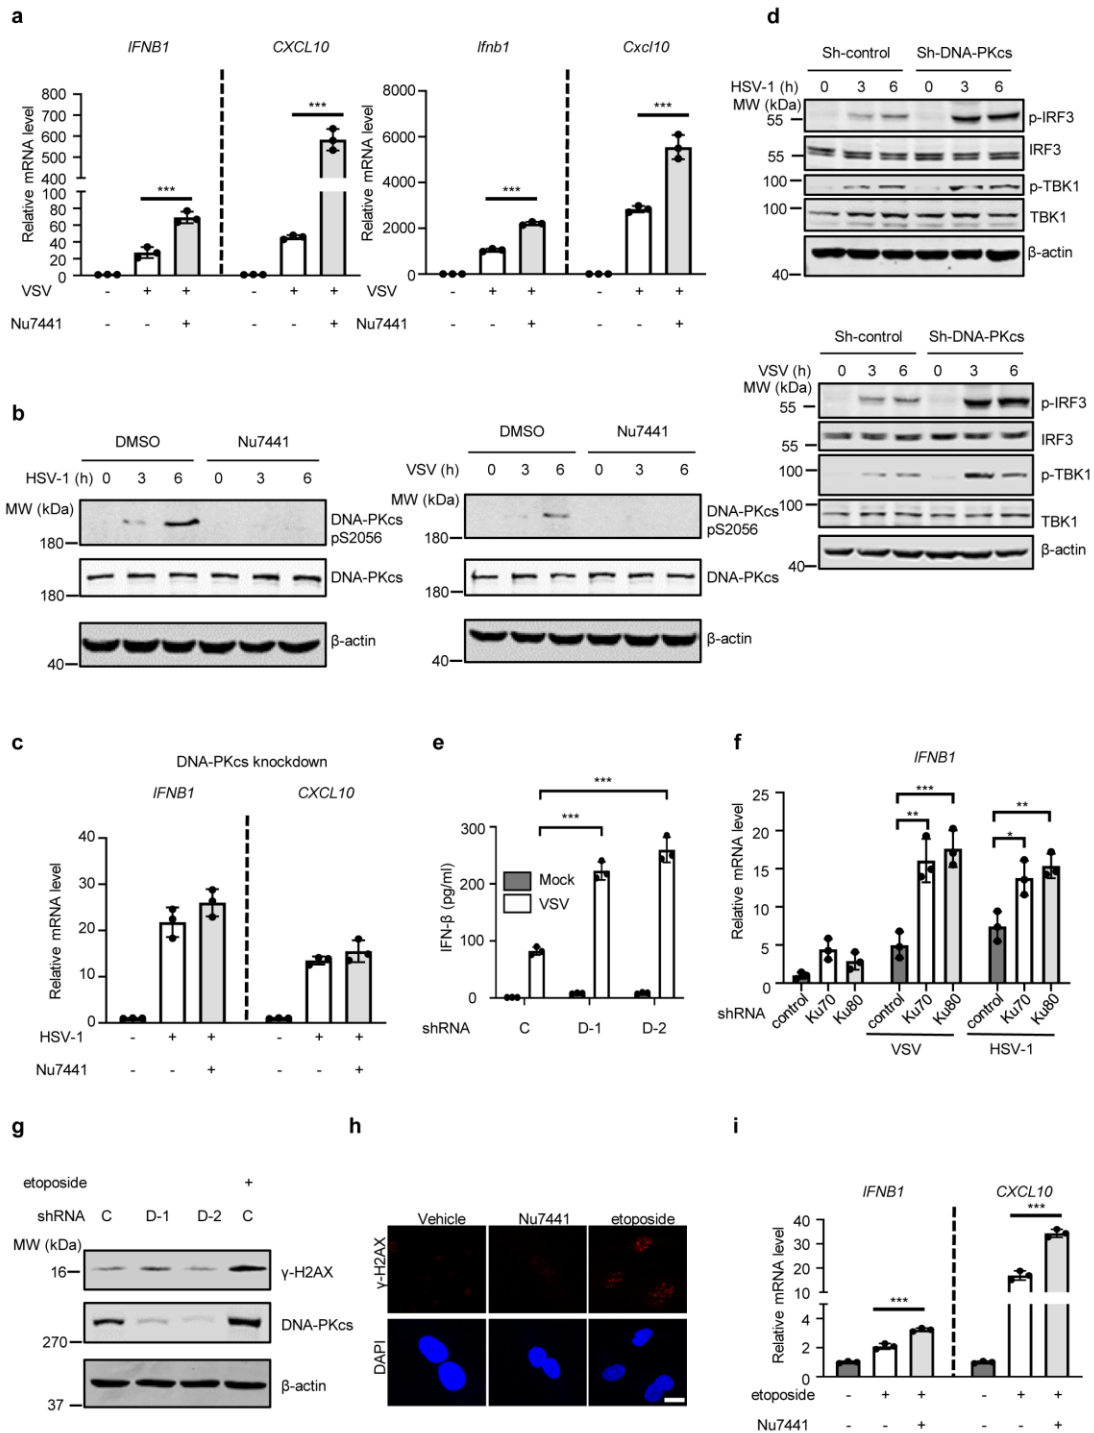 a
IFNB1 CXCL10 Ifnb1 Cxcl10
Relative mRNA level
800
700
600
500
400
100
80
60
40
20
0
*** ***
VSV - + + - + +
Nu7441 - - + - - +
Relative mRNA level
8000
6000
4000
2000
0
*** ***
VSV - + + - + +
Nu7441 - - + - - +
b
DMSO Nu7441
HSV-1 (h) 0 3 6 0 3 6
MW (kDa)
DNA-PKcs
pS2056
180
DNA-PKcs
180
β-actin
40
DMSO Nu7441
VSV (h) 0 3 6 0 3 6
MW (kDa)
DNA-PKcs
pS2056
180
DNA-PKcs
180
β-actin
40
d
Sh-control Sh-DNA-PKcs
HSV-1 (h) 0 3 6 0 3 6
MW (kDa)
55 p-IRF3
IRF3
55
100 p-TBK1
100 TBK1
β-actin
40
Sh-control Sh-DNA-PKcs
VSV (h) 0 3 6 0 3 6
MW (kDa)
55 p-IRF3
IRF3
55
100 p-TBK1
100
TBK1
β-actin
40
c
DNA-PKcs knockdown
IFNB1 CXCL10
Relative mRNA level
40
30
20
10
0
HSV-1 - + + - + +
Nu7441 - - + - - +
e
***
***
IFN-β (pg/ml)
300
200
100
0
Mock
VSV
shRNA C D-1 D-2
f
IFNB1
Relative mRNA level
25
20
15
10
5
0
*** ** ** *
shRNA control Ku70 Ku80 control Ku70 Ku80 control Ku70 Ku80
VSV HSV-1
g
etoposide +
shRNA C D-1 D-2 C
MW (kDa)
16 γ-H2AX
DNA-PKcs
270
β-actin
37
h
Vehicle Nu7441 etoposide
γ-H2AX
DAPI
i
IFNB1 CXCL10
Relative mRNA level
40
30
20
10
4
2
0
*** ***
etoposide - + + - + +
Nu7441 - - + - - +